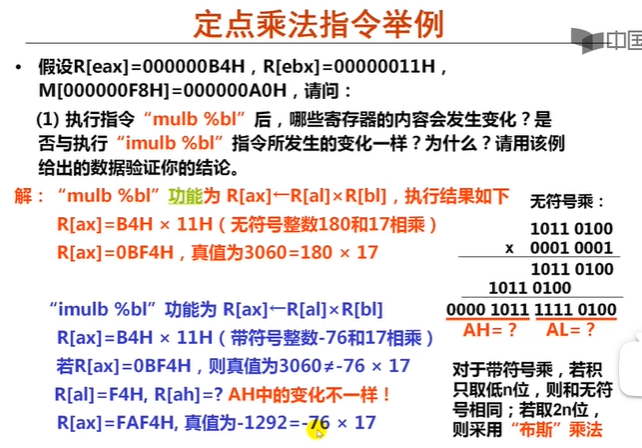 定点乘法指令举例
中国
• 假设R[eax]=000000B4H，R[ebx]=00000011H，
M[000000F8H]=000000A0H，请问：
(1) 执行指令“mulb %bl”后，哪些寄存器的内容会发生变化？是
否与执行“imulb %bl”指令所发生的变化一样？为什么？请用该例
给出的数据验证你的结论。
解：“mulb %bl”功能为 R[ax]←R[al]×R[bl]，执行结果如下
R[ax]=B4H × 11H（无符号整数180和17相乘）
R[ax]=0BF4H，真值为3060=180 × 17
“imulb %bl”功能为 R[ax]←R[al]×R[bl]
R[ax]=B4H × 11H（带符号整数-76和17相乘）
若R[ax]=0BF4H，则真值为3060≠-76 × 17
R[al]=F4H, R[ah]=? AH中的变化不一样！
R[ax]=FAF4H, 真值为-1292=-76 × 17
无符号乘：
1011 0100
x 0001 0001
1011 0100
1011 0100
0000 1011 1111 0100
AH=？ AL=？
对于带符号乘，若积
只取低n位，则和无符
号相同；若取2n位，
则采用“布斯”乘法